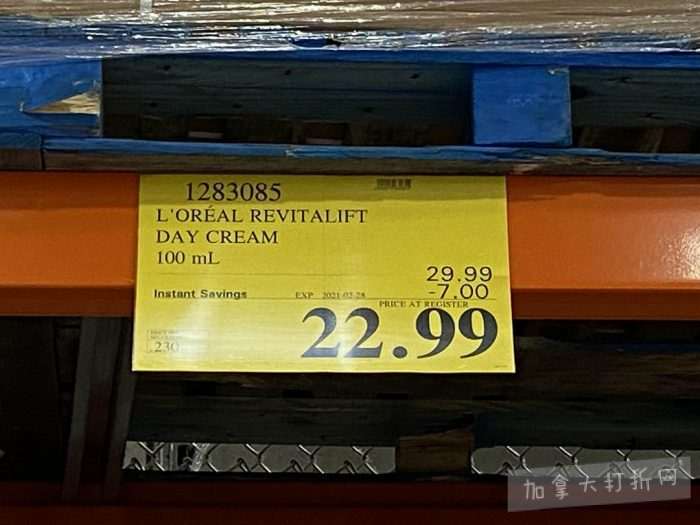 1283085
L'ORÉAL REVITALIFT
DAY CREAM
100 mL
29.99
Instant Savings EXP 2021-02-28 -7.00
PRICE AT REGISTER
22.99
230
加拿大打折网